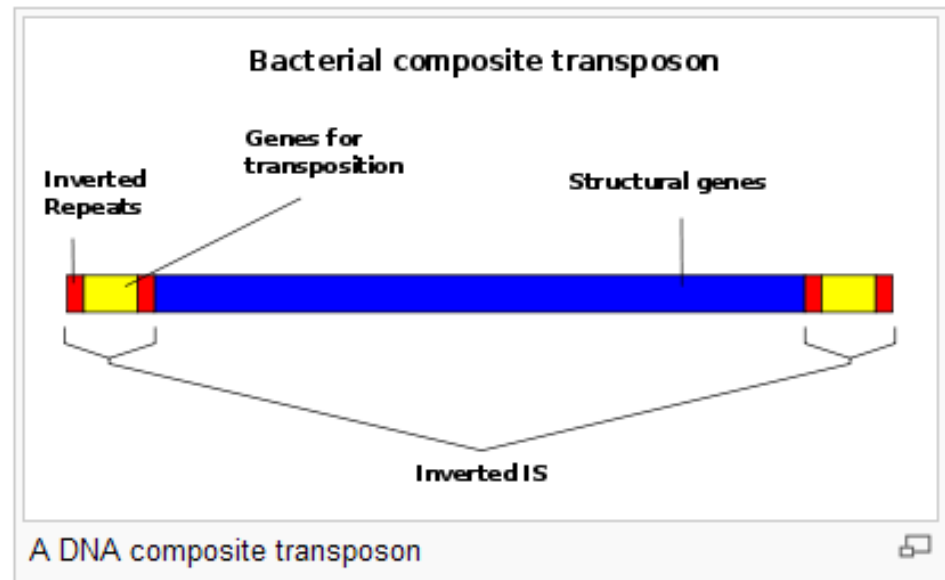 Bacterial composite transposon
Genes for
transposition
Inverted
Repeats
Structural genes
Inverted IS
A DNA composite transposon